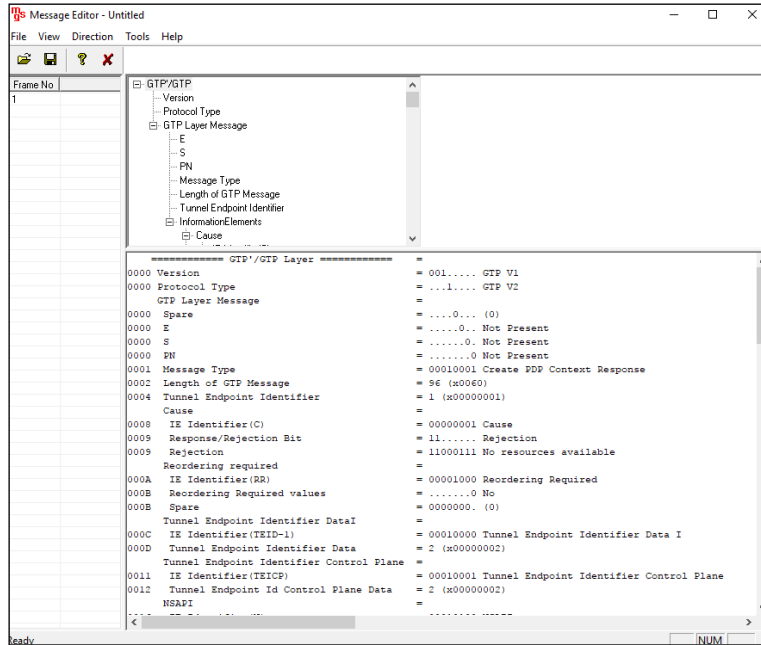 Message Editor - Untitled
File View Direction Tools Help
Frame No
1
GTP'/GTP
Version
Protocol Type
GTP Layer Message
E
S
PN
Message Type
Length of GTP Message
Tunnel Endpoint Identifier
InformationElements
Cause
============ GTP'/GTP Layer ============ =
0000 Version = 001..... GTP V1
0000 Protocol Type = ...1.... GTP V2
GTP Layer Message =
0000 Spare = ....0... (0)
0000 E = .....0.. Not Present
0000 S = ......0. Not Present
0000 PN = .......0 Not Present
0001 Message Type = 00010001 Create PDP Context Response
0002 Length of GTP Message = 96 (x0060)
0004 Tunnel Endpoint Identifier = 1 (x00000001)
Cause =
0008 IE Identifier(C) = 00000001 Cause
0009 Response/Rejection Bit = 11...... Rejection
0009 Rejection = 11000111 No resources available
Reordering required =
000A IE Identifier(RR) = 00001000 Reordering Required
000B Reordering Required values = .......0 No
000B Spare = 0000000. (0)
Tunnel Endpoint Identifier DataI =
000C IE Identifier(TEID-1) = 00010000 Tunnel Endpoint Identifier Data I
000D Tunnel Endpoint Identifier Data = 2 (x00000002)
Tunnel Endpoint Identifier Control Plane =
0011 IE Identifier(TEICP) = 00010001 Tunnel Endpoint Identifier Control Plane
0012 Tunnel Endpoint Id Control Plane Data = 2 (x00000002)
NSAPI =
Ready
NUM